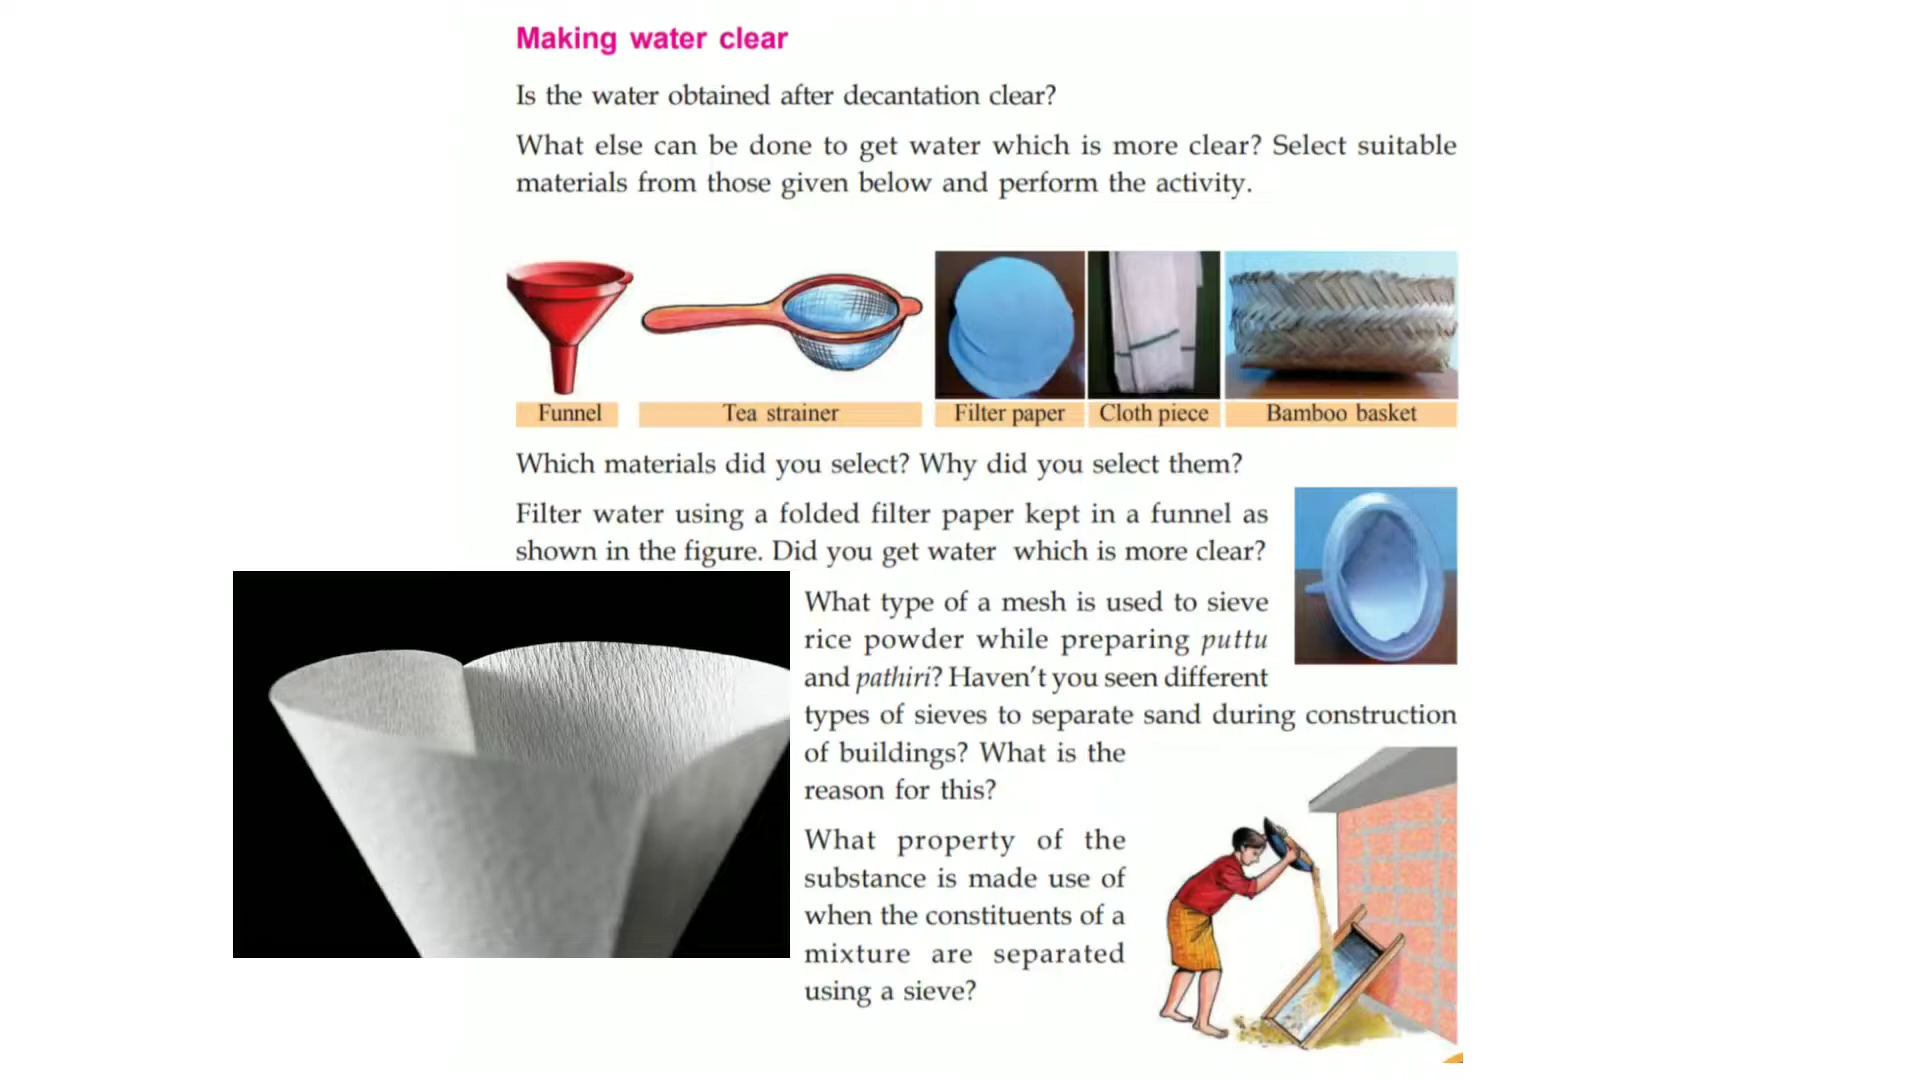 Making water clear
Is the water obtained after decantation clear?
What else can be done to get water which is more clear? Select suitable
materials from those given below and perform the activity.
Funnel
Tea strainer
Filter paper
Cloth piece
Bamboo basket
Which materials did you select? Why did you select them?
Filter water using a folded filter paper kept in a funnel as
shown in the figure. Did you get water which is more clear?
What type of a mesh is used to sieve
rice powder while preparing puttu
and pathiri? Haven't you seen different
types of sieves to separate sand during construction
of buildings? What is the
reason for this?
What property of the
substance is made use of
when the constituents of a
mixture are separated
using a sieve?